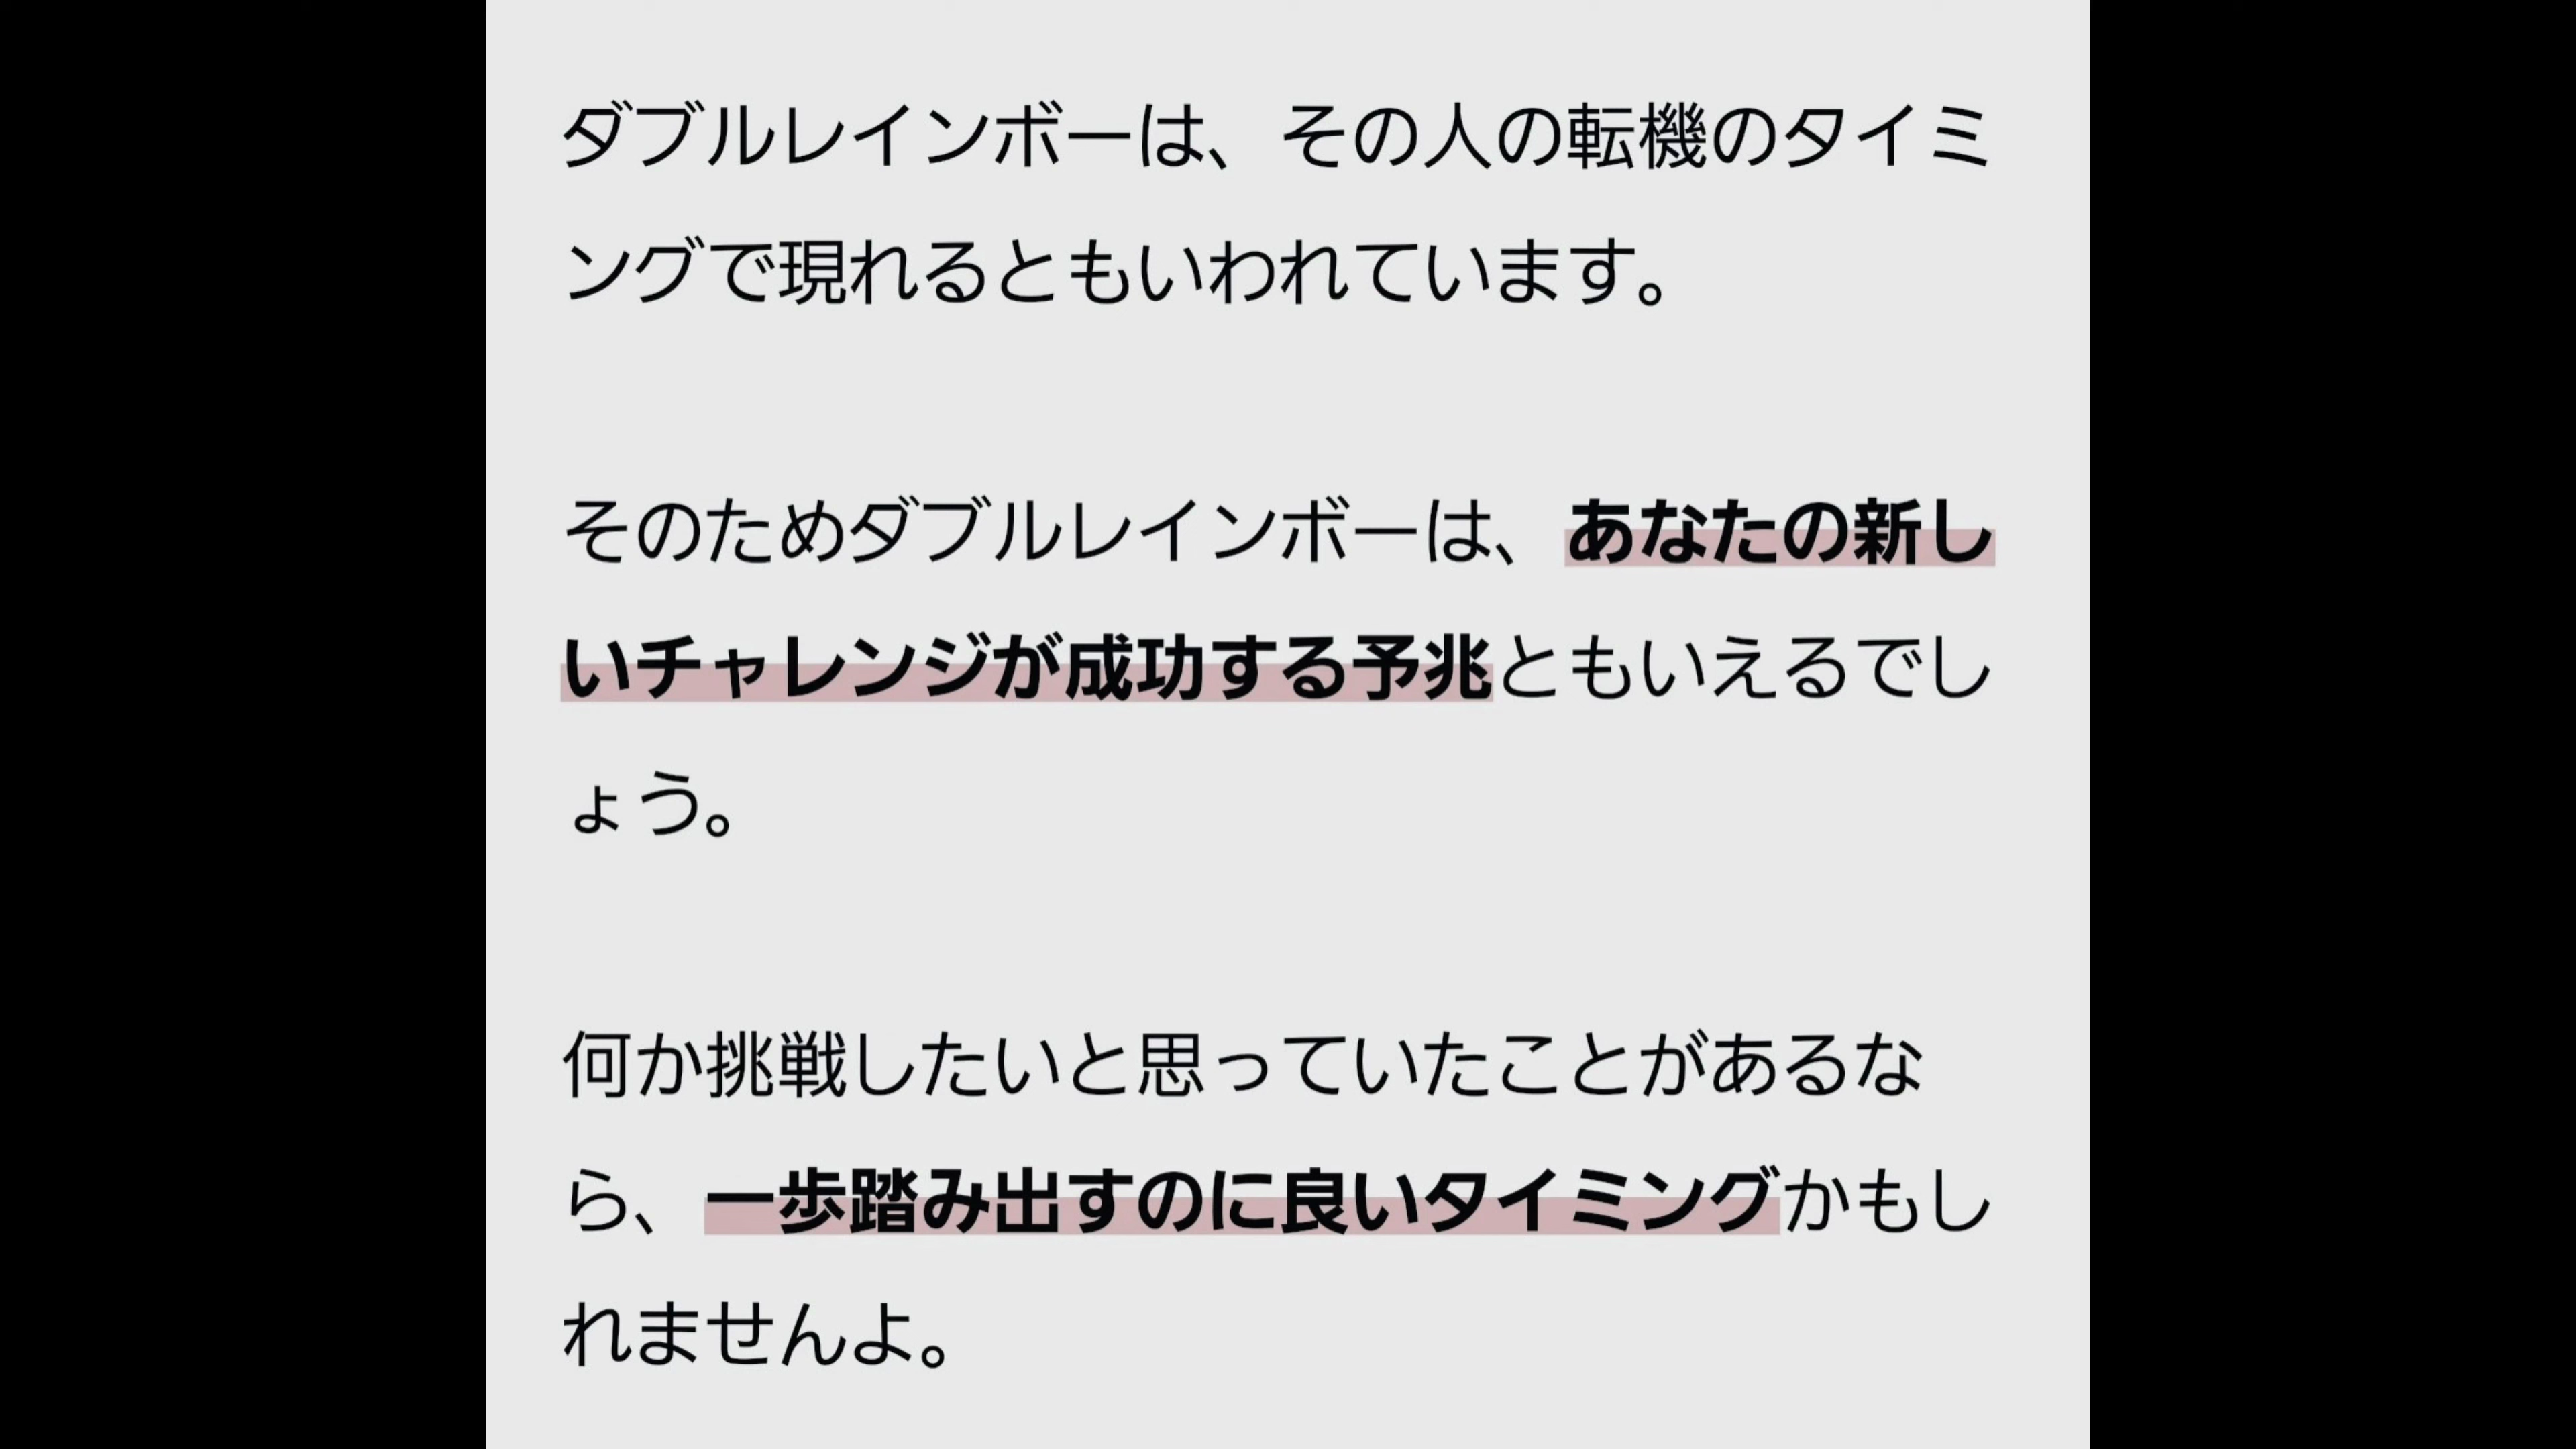 ダブルレインボーは、その人の転機のタイミ
ングで現れるともいわれています。
そのためダブルレインボーは、あなたの新し
いチャレンジが成功する予兆ともいえるでし
ょう。
何か挑戦したいと思っていたことがあるな
ら、一歩踏み出すのに良いタイミングかもし
れませんよ。